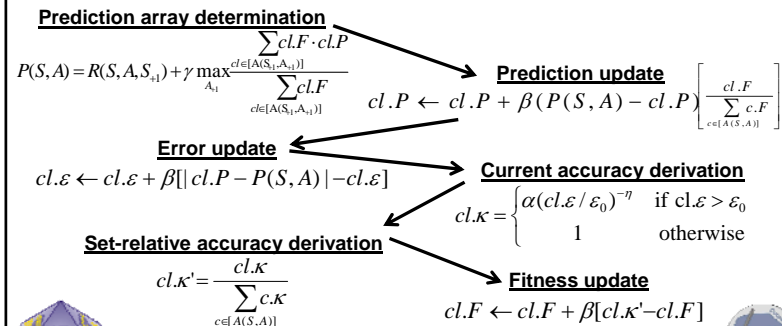 Prediction array determination
P(S, A) = R(S, A, S₊₁) + γ max_{A₊₁} ∑_{cl∈[A(S₊₁,A₊₁)]} cl.F · cl.P / ∑_{cl∈[A(S₊₁,A₊₁)]} cl.F
Prediction update
cl.P ← cl.P + β(P(S, A) − cl.P)[cl.F / ∑_{c∈[A(S,A)]} c.F]
Error update
cl.ε ← cl.ε + β[| cl.P − P(S, A) | −cl.ε]
Current accuracy derivation
cl.κ = { α(cl.ε / ε₀)^{−η} if cl.ε > ε₀
1 otherwise
Set-relative accuracy derivation
cl.κ' = cl.κ / ∑_{c∈[A(S,A)]} c.κ
Fitness update
cl.F ← cl.F + β[cl.κ'−cl.F]